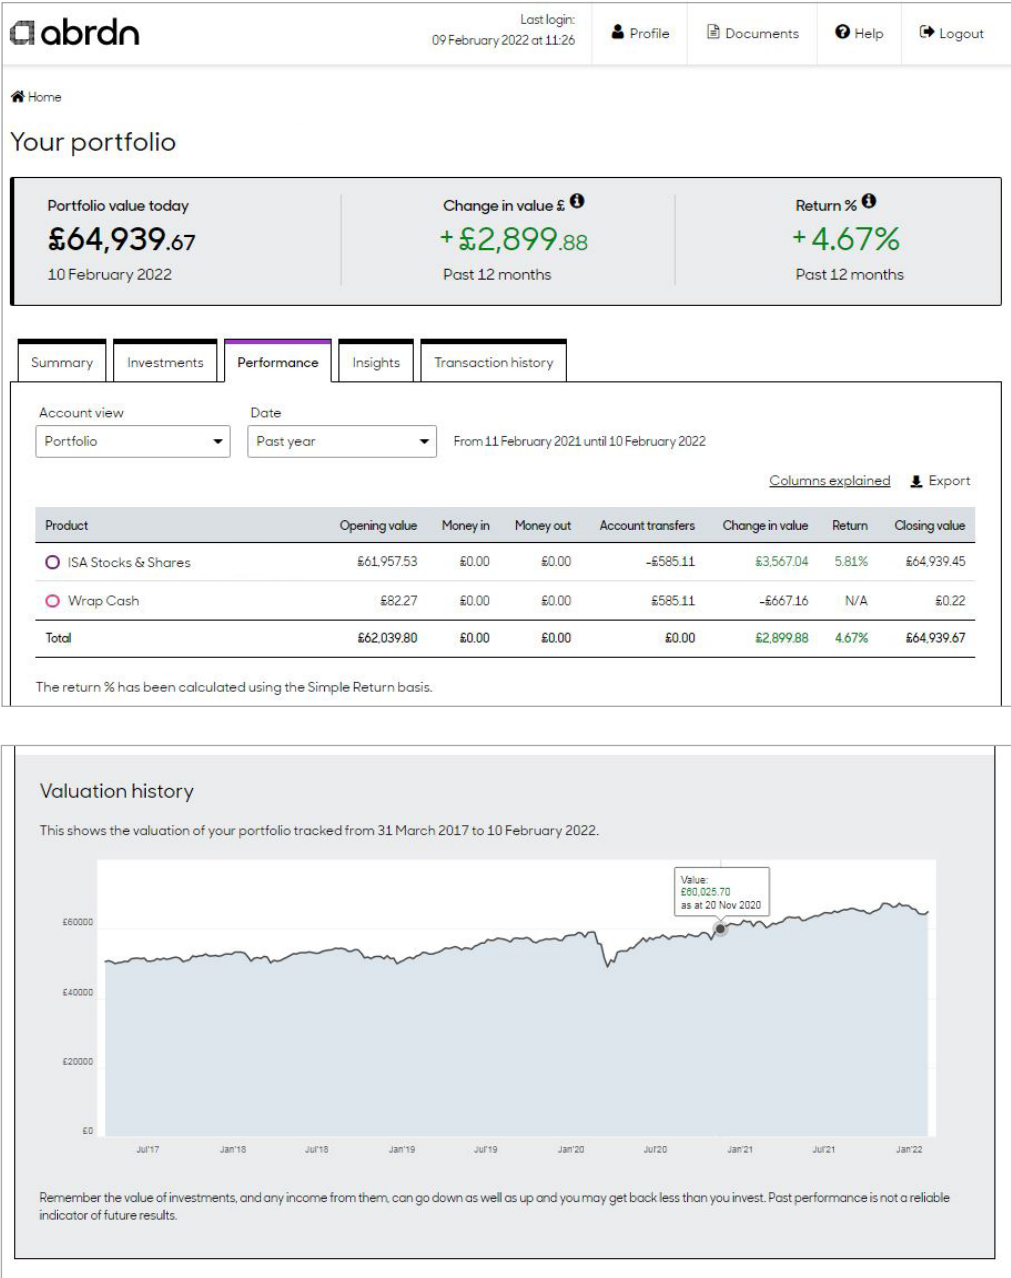 abrdn
Last login:
09 February 2022 at 11:26
Profile
Documents
Help
Logout
Home
Your portfolio
Portfolio value today
£64,939.67
10 February 2022
Change in value £
+£2,899.88
Past 12 months
Return %
+4.67%
Past 12 months
Summary
Investments
Performance
Insights
Transaction history
Account view
Portfolio
Date
Past year
From 11 February 2021 until 10 February 2022
Columns explained
Export
Product Opening value Money in Money out Account transfers Change in value Return Closing value
ISA Stocks & Shares £61,957.53 £0.00 £0.00 -£585.11 £3,567.04 5.81% £64,939.45
Wrap Cash £82.27 £0.00 £0.00 £585.11 -£667.16 N/A £0.22
Total £62,039.80 £0.00 £0.00 £0.00 £2,899.88 4.67% £64,939.67
The return % has been calculated using the Simple Return basis.
Valuation history
This shows the valuation of your portfolio tracked from 31 March 2017 to 10 February 2022.
Value:
£60,025.70
as at 20 Nov 2020
£60000
£40000
£20000
£0
Jul'17 Jan'18 Jul'18 Jan'19 Jul'19 Jan'20 Jul'20 Jan'21 Jul'21 Jan'22
Remember the value of investments, and any income from them, can go down as well as up and you may get back less than you invest. Past performance is not a reliable
indicator of future results.